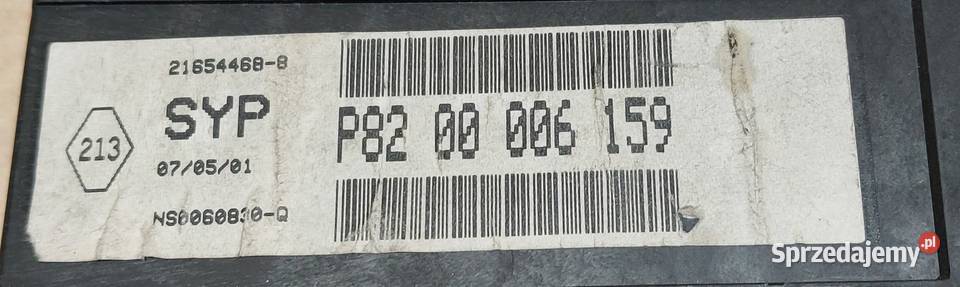 21654468-8
SYP
213
07/05/01
NS0060830-Q
P82 00 006 159
Sprzedajemy.pl